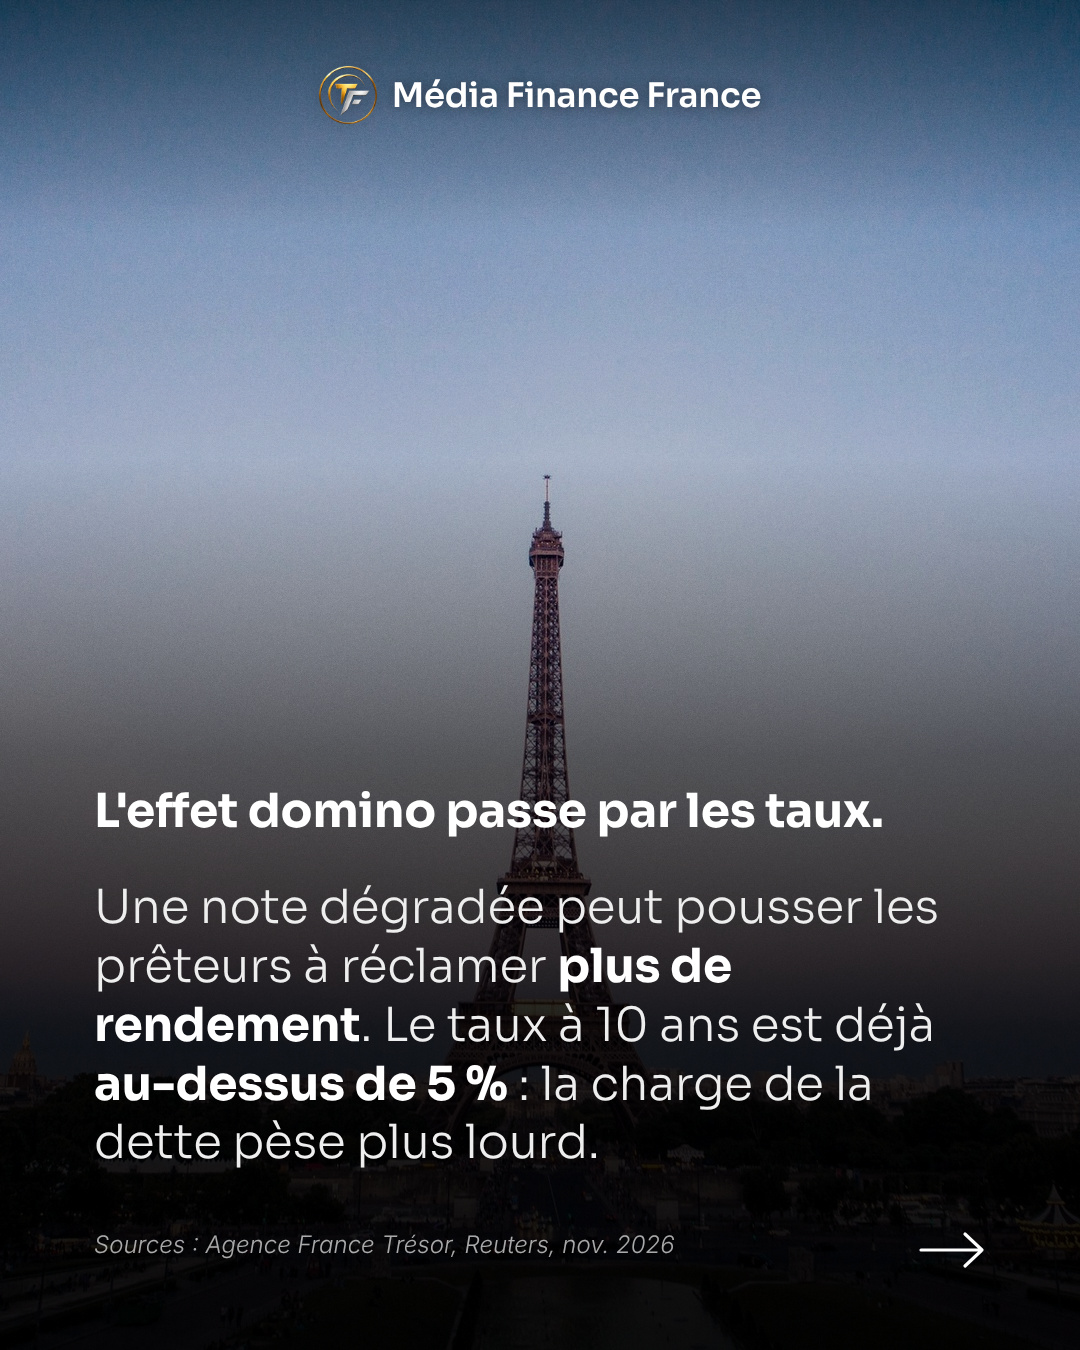 TF
Média Finance France
L'effet domino passe par les taux.
Une note dégradée peut pousser les
prêteurs à réclamer plus de
rendement. Le taux à 10 ans est déjà
au-dessus de 5 % : la charge de la
dette pèse plus lourd.
Sources : Agence France Trésor, Reuters, nov. 2026